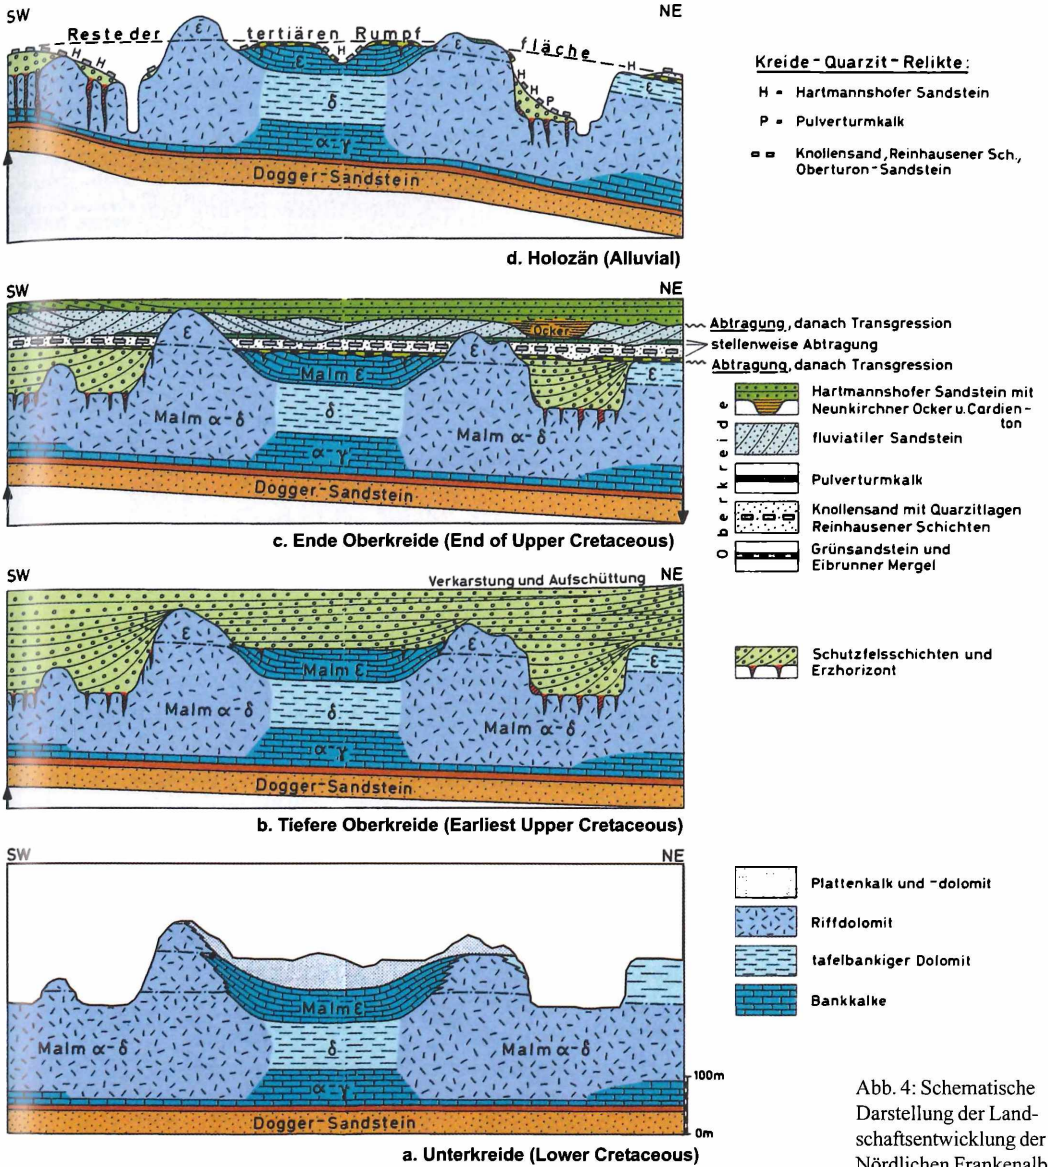 SW NE
Reste der tertiären Rumpf fläche
ε ε ε ε
H H H H H H H P
δ
α-γ
Dogger-Sandstein
d. Holozän (Alluvial)
Kreide-Quarzit-Relikte:
H = Hartmannshofer Sandstein
P = Pulverturmkalk
Knollensand, Reinhausener Sch.,
Oberturon-Sandstein
SW NE
Ocker
ε ε ε
Malm ε
δ
Malm α-δ Malm α-δ
α-γ
Dogger-Sandstein
c. Ende Oberkreide (End of Upper Cretaceous)
Abtragung, danach Transgression
stellenweise Abtragung
Abtragung, danach Transgression
Oberkreide
Hartmannshofer Sandstein mit
Neunkirchner Ocker u. Cardien-
ton
fluviatiler Sandstein
Pulverturmkalk
Knollensand mit Quarzitlagen
Reinhausener Schichten
Grünsandstein und
Eibrunner Mergel
SW Verkarstung und Aufschüttung NE
ε ε ε
Malm ε
Malm α-δ δ Malm α-δ
α-γ
Dogger-Sandstein
b. Tiefere Oberkreide (Earliest Upper Cretaceous)
Schutzfelsschichten und
Erzhorizont
SW NE
Malm ε
Malm α-δ δ Malm α-δ
α-γ
Dogger-Sandstein
100m
0m
a. Unterkreide (Lower Cretaceous)
Plattenkalk und -dolomit
Riffdolomit
tafelbankiger Dolomit
Bankkalke
Abb. 4: Schematische
Darstellung der Land-
schaftsentwicklung der
Nördlichen Frankenalb